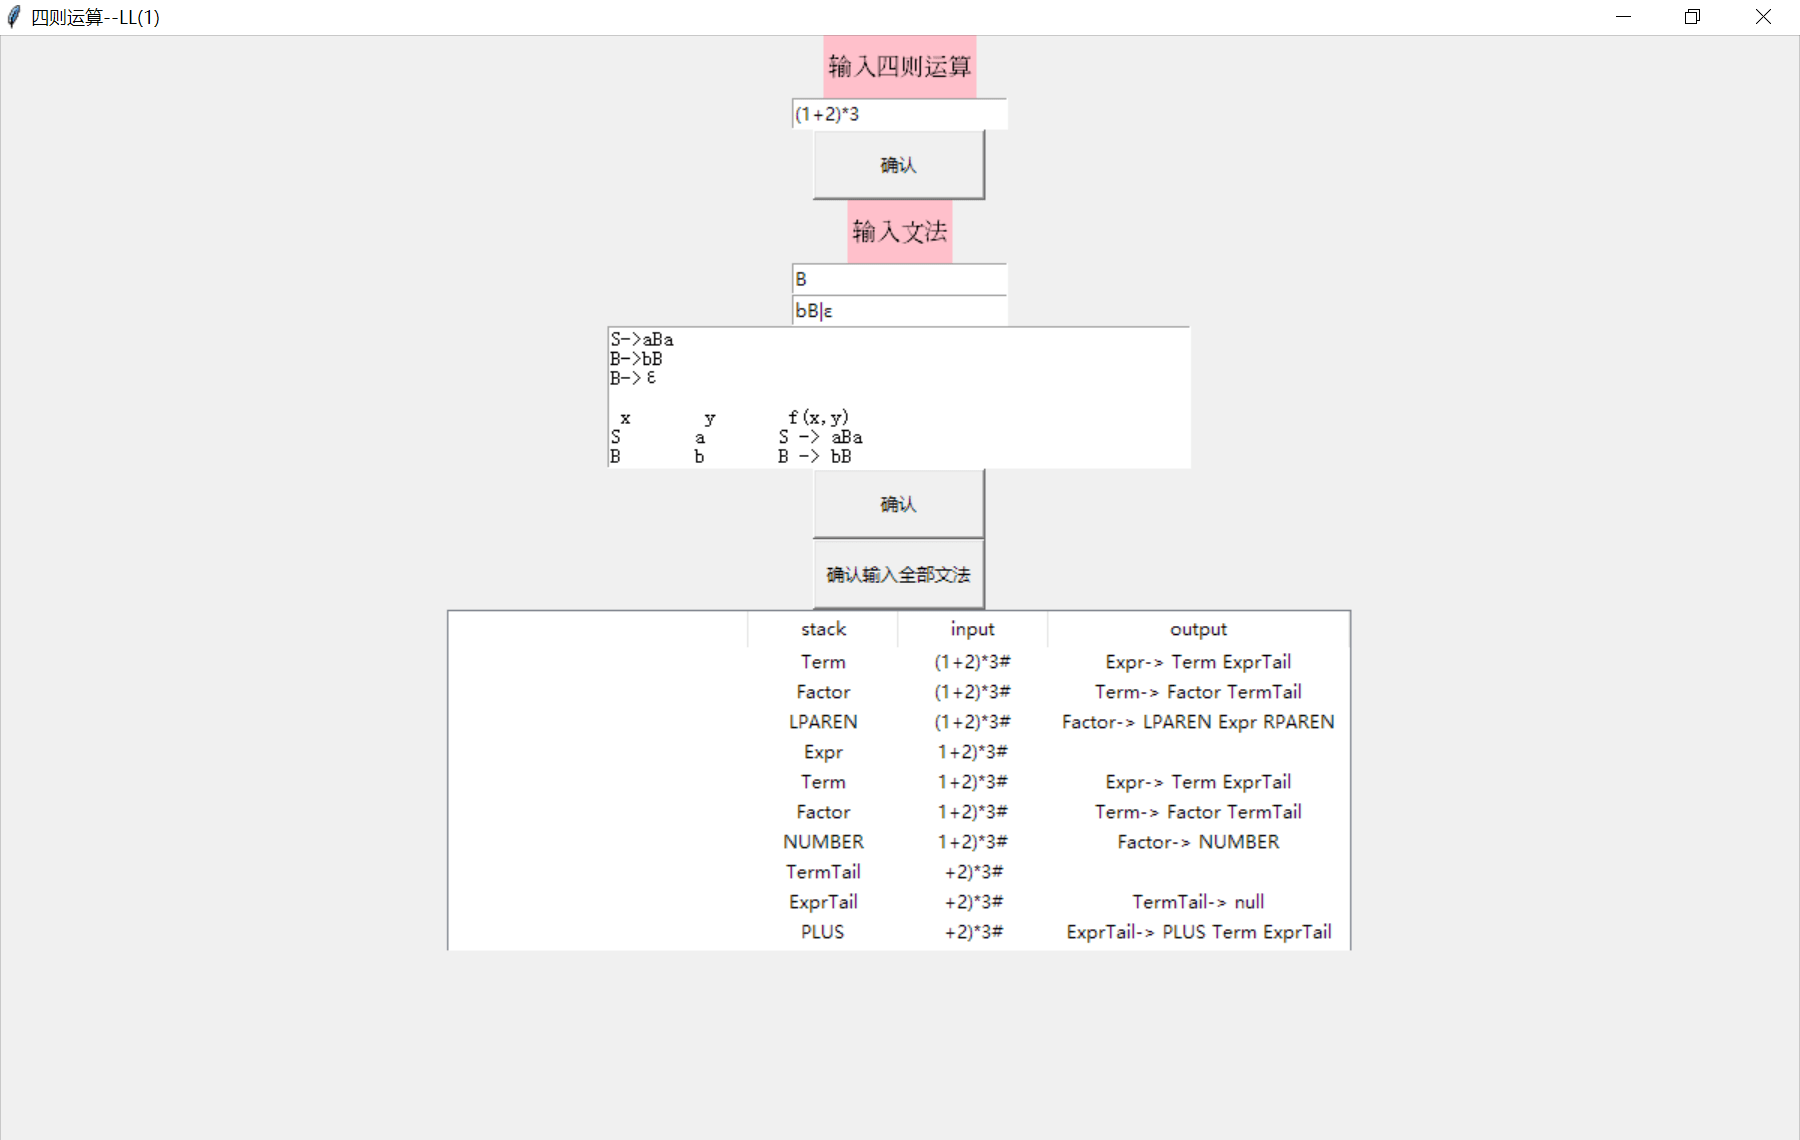 四则运算--LL(1)
输入四则运算
(1+2)*3
确认
输入文法
B
bB|ε
S->aBa
B->bB
B->ε
x y f(x,y)
S a S -> aBa
B b B -> bB
确认
确认输入全部文法
stack input output
Term (1+2)*3# Expr-> Term ExprTail
Factor (1+2)*3# Term-> Factor TermTail
LPAREN (1+2)*3# Factor-> LPAREN Expr RPAREN
Expr 1+2)*3#
Term 1+2)*3# Expr-> Term ExprTail
Factor 1+2)*3# Term-> Factor TermTail
NUMBER 1+2)*3# Factor-> NUMBER
TermTail +2)*3#
ExprTail +2)*3# TermTail-> null
PLUS +2)*3# ExprTail-> PLUS Term ExprTail